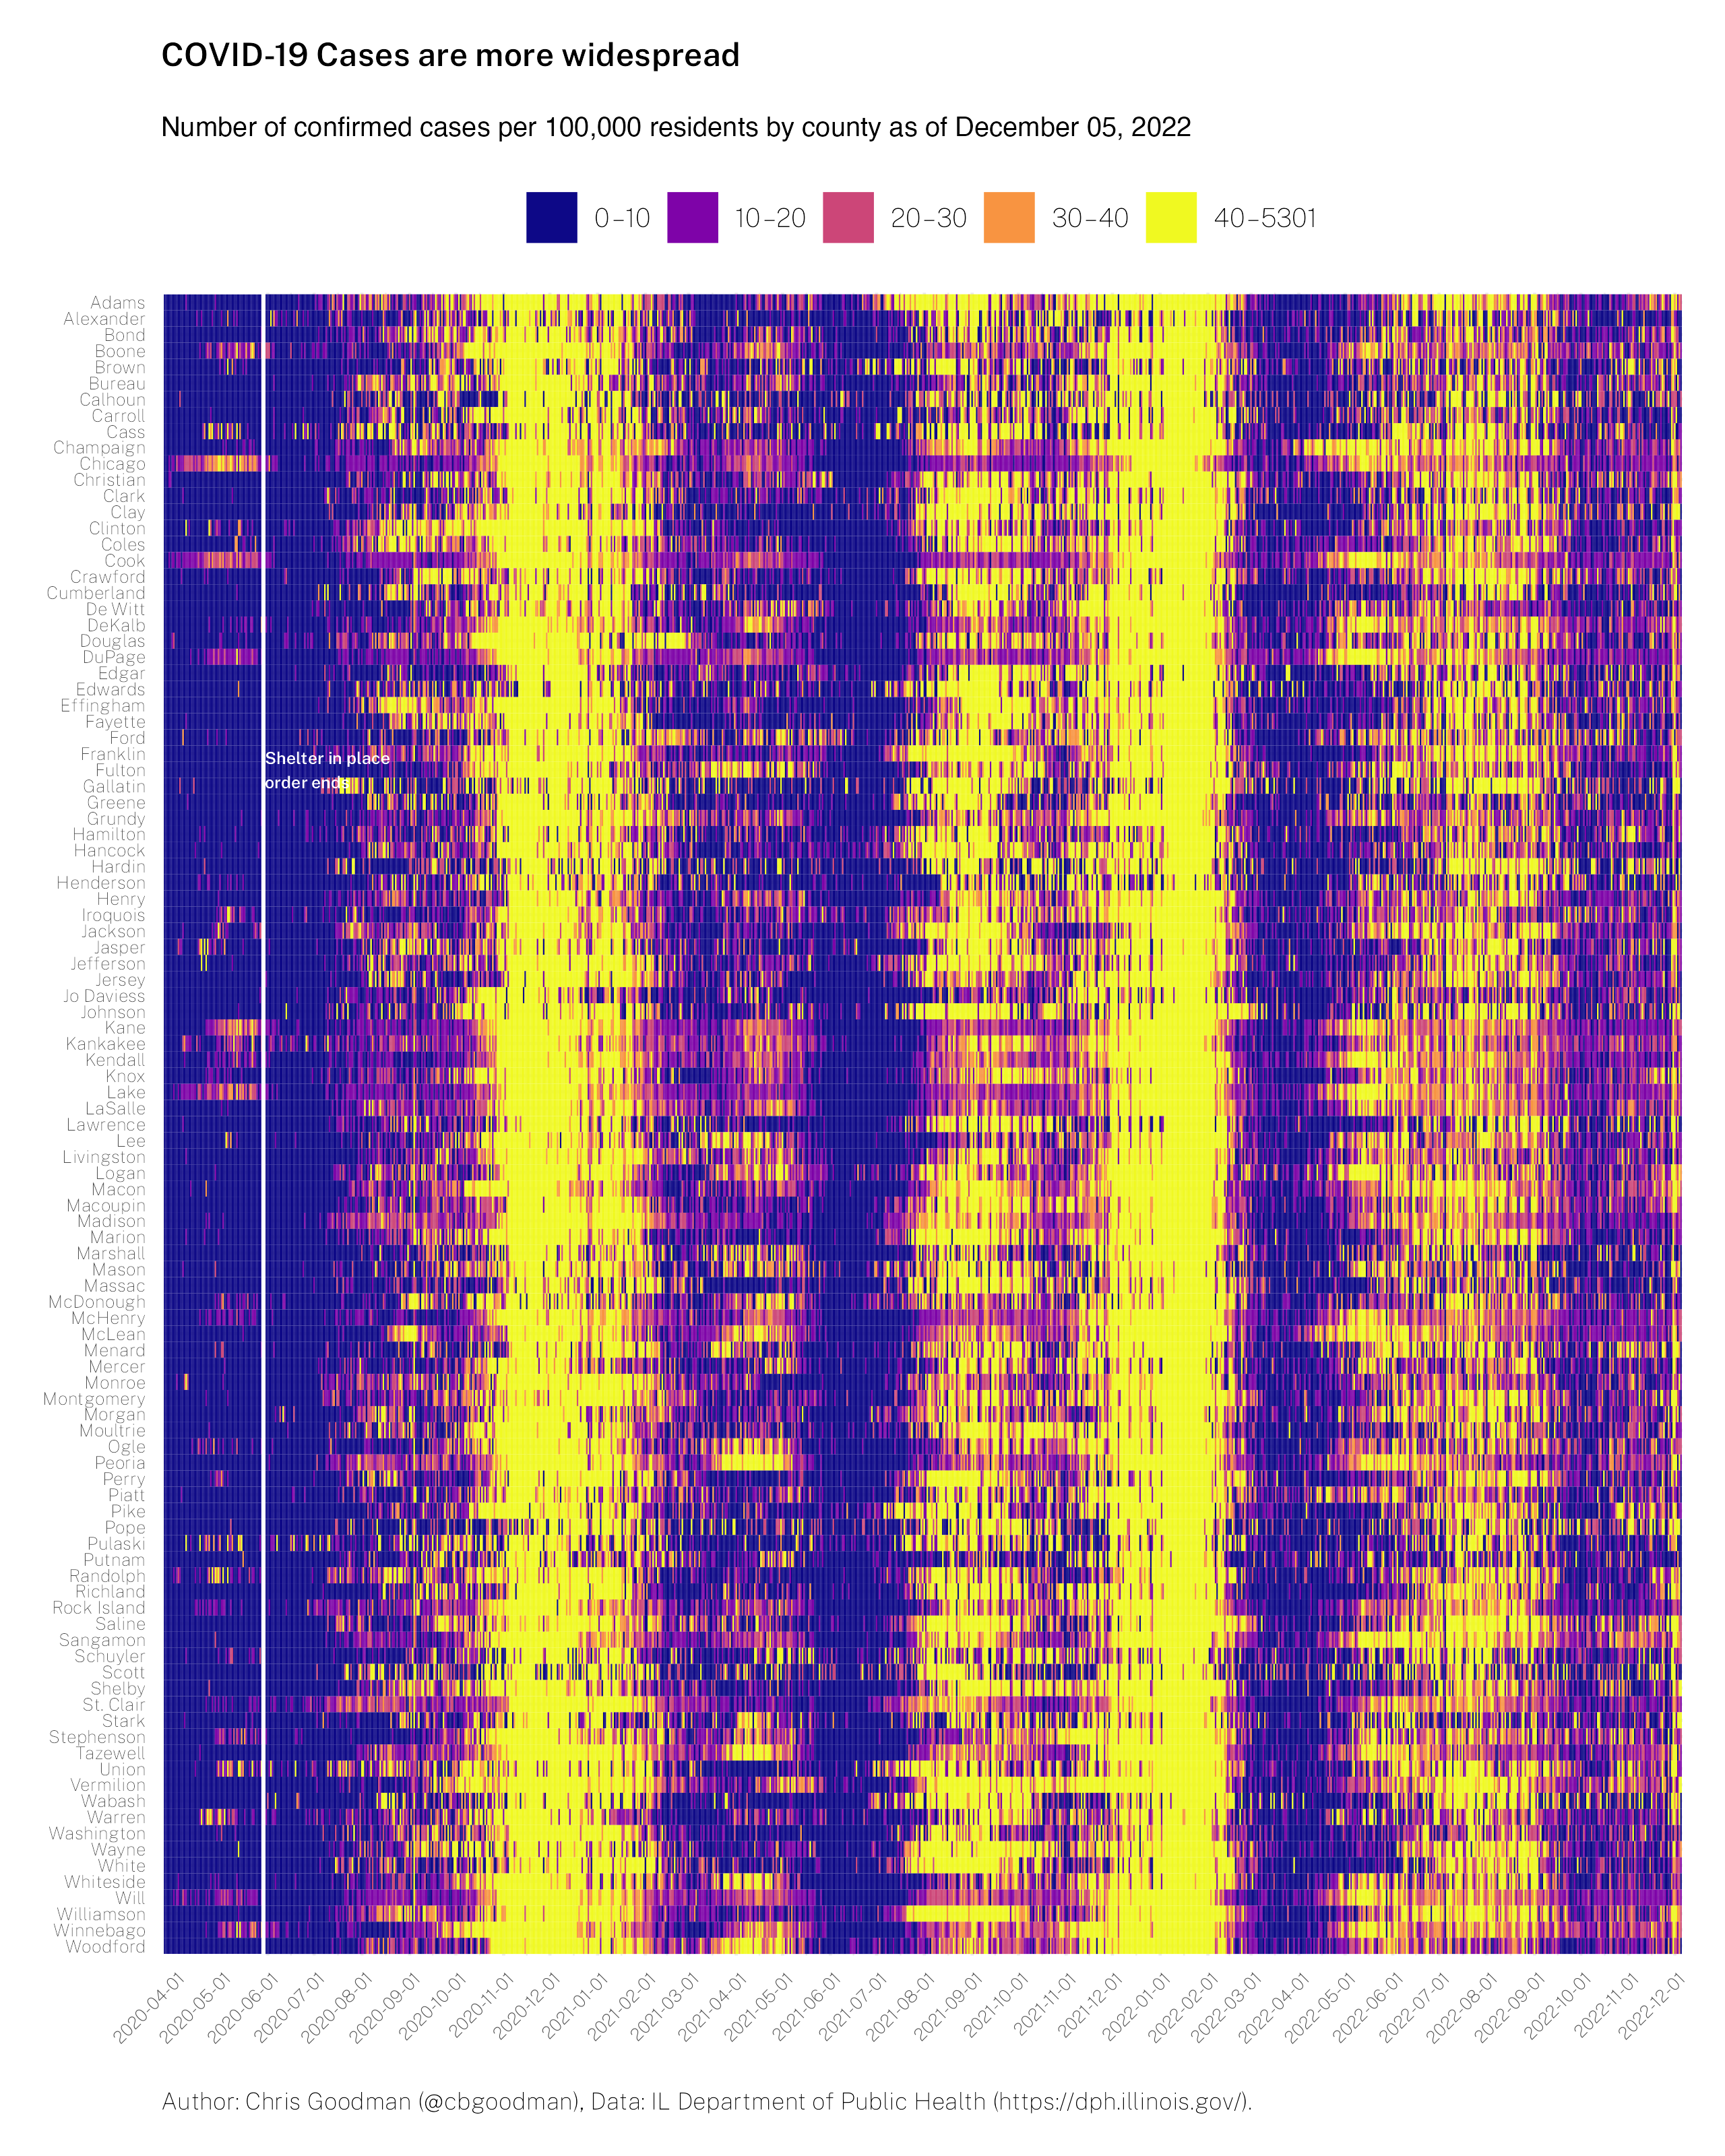 COVID-19 Cases are more widespread
Number of confirmed cases per 100,000 residents by county as of December 05, 2022
0-10 10-20 20-30 30-40 40-5301
Adams
Alexander
Bond
Boone
Brown
Bureau
Calhoun
Carroll
Cass
Champaign
Chicago
Christian
Clark
Clay
Clinton
Coles
Cook
Crawford
Cumberland
De Witt
DeKalb
Douglas
DuPage
Edgar
Edwards
Effingham
Fayette
Ford
Franklin
Fulton
Gallatin
Greene
Grundy
Hamilton
Hancock
Hardin
Henderson
Henry
Iroquois
Jackson
Jasper
Jefferson
Jersey
Jo Daviess
Johnson
Kane
Kankakee
Kendall
Knox
Lake
LaSalle
Lawrence
Lee
Livingston
Logan
Macon
Macoupin
Madison
Marion
Marshall
Mason
Massac
McDonough
McHenry
McLean
Menard
Mercer
Monroe
Montgomery
Morgan
Moultrie
Ogle
Peoria
Perry
Piatt
Pike
Pope
Pulaski
Putnam
Randolph
Richland
Rock Island
Saline
Sangamon
Schuyler
Scott
Shelby
St. Clair
Stark
Stephenson
Tazewell
Union
Vermilion
Wabash
Warren
Washington
Wayne
White
Whiteside
Will
Williamson
Winnebago
Woodford
Shelter in place
order ends
2020-04-01 2020-05-01 2020-06-01 2020-07-01 2020-08-01 2020-09-01 2020-10-01 2020-11-01 2020-12-01 2021-01-01 2021-02-01 2021-03-01 2021-04-01 2021-05-01 2021-06-01 2021-07-01 2021-08-01 2021-09-01 2021-10-01 2021-11-01 2021-12-01 2022-01-01 2022-02-01 2022-03-01 2022-04-01 2022-05-01 2022-06-01 2022-07-01 2022-08-01 2022-09-01 2022-10-01 2022-11-01 2022-12-01
Author: Chris Goodman (@cbgoodman), Data: IL Department of Public Health (https://dph.illinois.gov/).